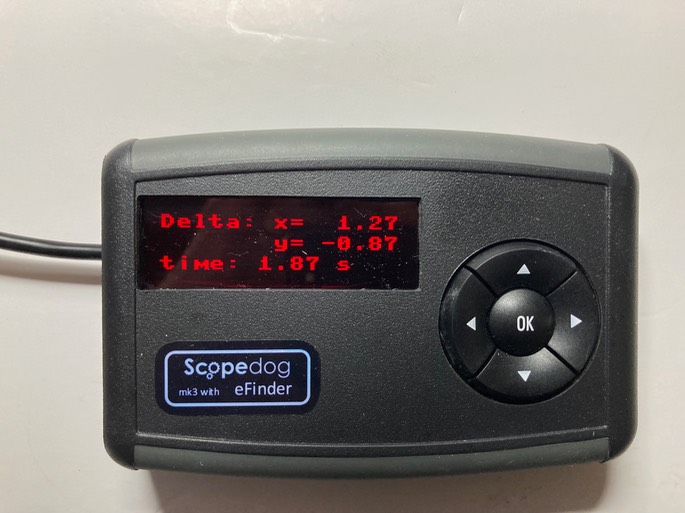 Delta: x= 1.27
y= -0.87
time: 1.87 s
OK
Scopedog
mk3 with eFinder